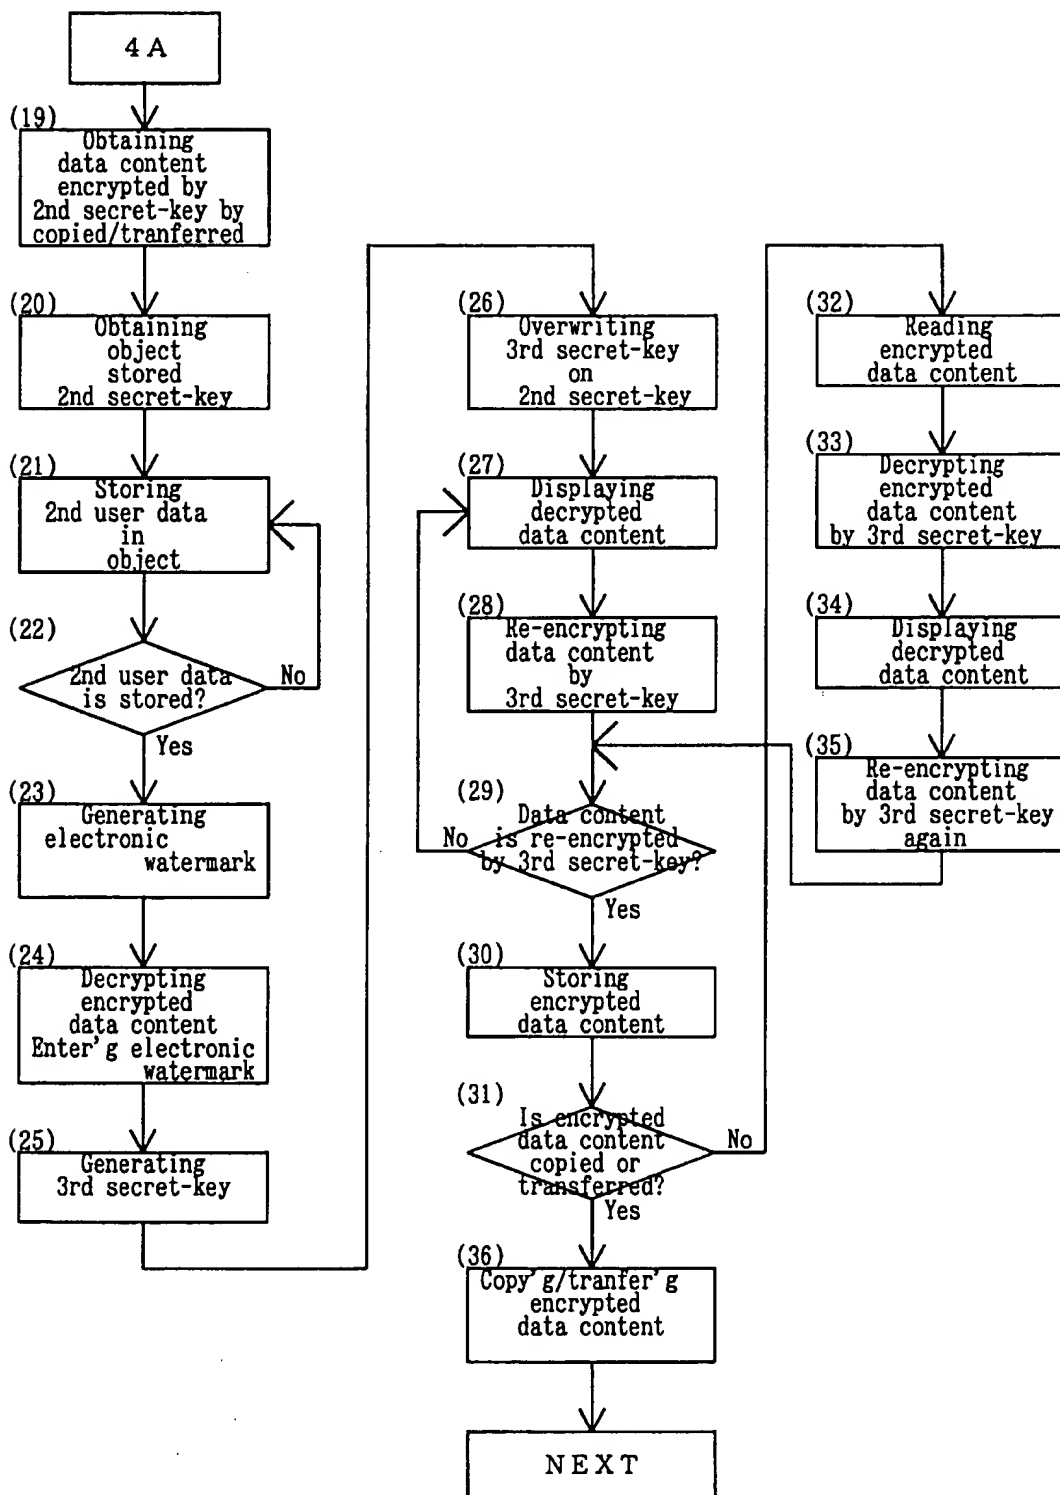 4A
(19)
Obtaining
data content
encrypted by
2nd secret-key by
copied/tranferred
(20)
Obtaining
object
stored
2nd secret-key
(21)
Storing
2nd user data
in
object
(22)
2nd user data
is stored?
No
Yes
(23)
Generating
electronic
watermark
(24)
Decrypting
encrypted
data content
Enter'g electronic
watermark
(25)
Generating
3rd secret-key
(26)
Overwriting
3rd secret-key
on
2nd secret-key
(27)
Displaying
decrypted
data content
(28)
Re-encrypting
data content
by
3rd secret-key
(29)
Data content
is re-encrypted
by 3rd secret-key?
No
Yes
(30)
Storing
encrypted
data content
(31)
Is encrypted
data content
copied or
transferred?
No
Yes
(36)
Copy'g/tranfer'g
encrypted
data content
NEXT
(32)
Reading
encrypted
data content
(33)
Decrypting
encrypted
data content
by 3rd secret-key
(34)
Displaying
decrypted
data content
(35)
Re-encrypting
data content
by 3rd secret-key
again